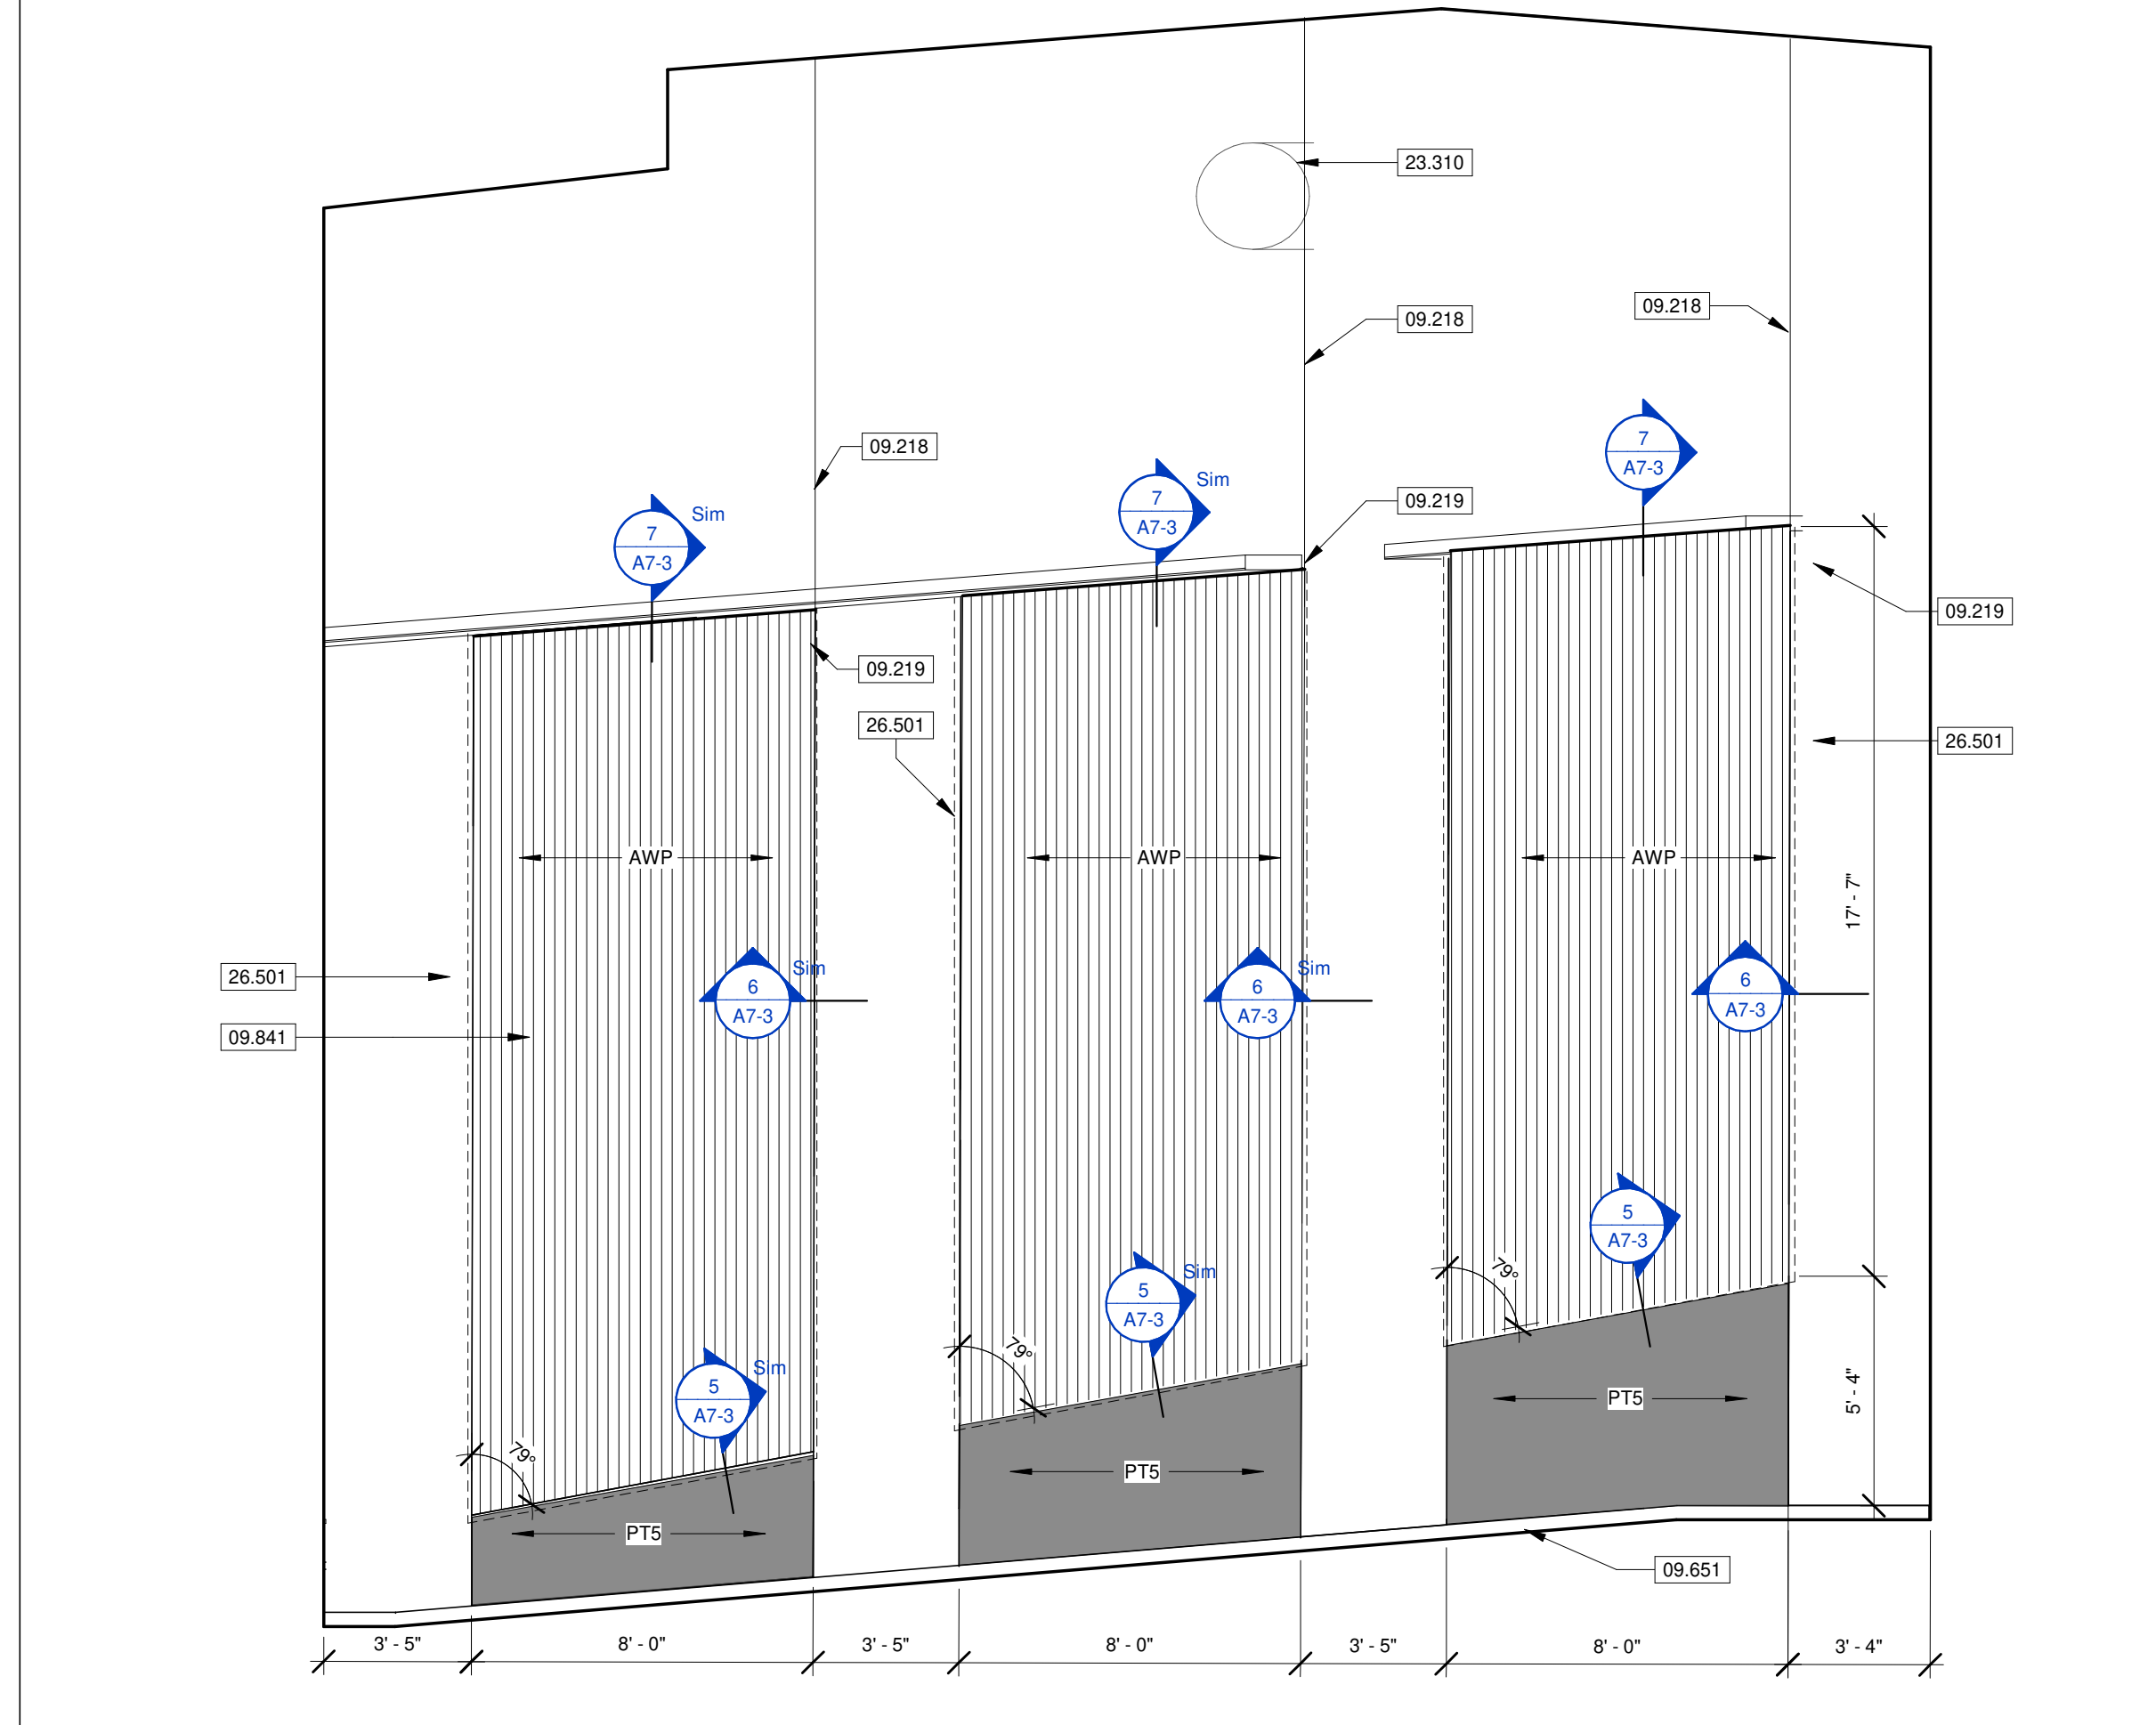 23.310
09.218
09.218
7
A7-3
09.218
7
A7-3
Sim
09.219
7
A7-3
Sim
09.219
09.219
26.501
26.501
AWP
AWP
AWP
17' - 7"
26.501
6
A7-3
Sim
6
A7-3
Sim
6
A7-3
09.841
5
A7-3
79°
5
A7-3
Sim
79°
5
A7-3
Sim
79°
PT5
5' - 4"
PT5
PT5
09.651
3' - 5"
8' - 0"
3' - 5"
8' - 0"
3' - 5"
8' - 0"
3' - 4"